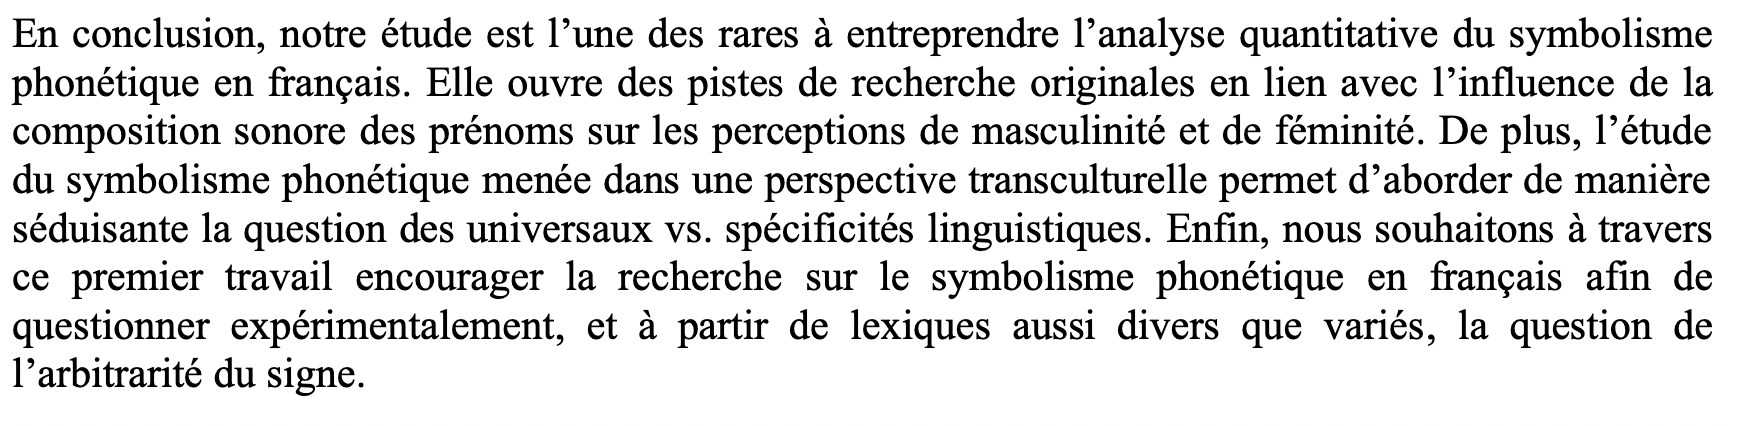 En conclusion, notre étude est l’une des rares à entreprendre l’analyse quantitative du symbolisme
phonétique en français. Elle ouvre des pistes de recherche originales en lien avec l’influence de la
composition sonore des prénoms sur les perceptions de masculinité et de féminité. De plus, l’étude
du symbolisme phonétique menée dans une perspective transculturelle permet d’aborder de manière
séduisante la question des universaux vs. spécificités linguistiques. Enfin, nous souhaitons à travers
ce premier travail encourager la recherche sur le symbolisme phonétique en français afin de
questionner expérimentalement, et à partir de lexiques aussi divers que variés, la question de
l’arbitrarité du signe.